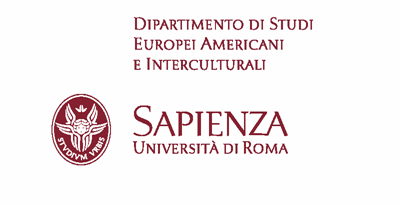 DIPARTIMENTO DI STUDI
EUROPEI AMERICANI
E INTERCULTURALI
SAPIENZA
UNIVERSITÀ DI ROMA
STVDIVM VRBIS